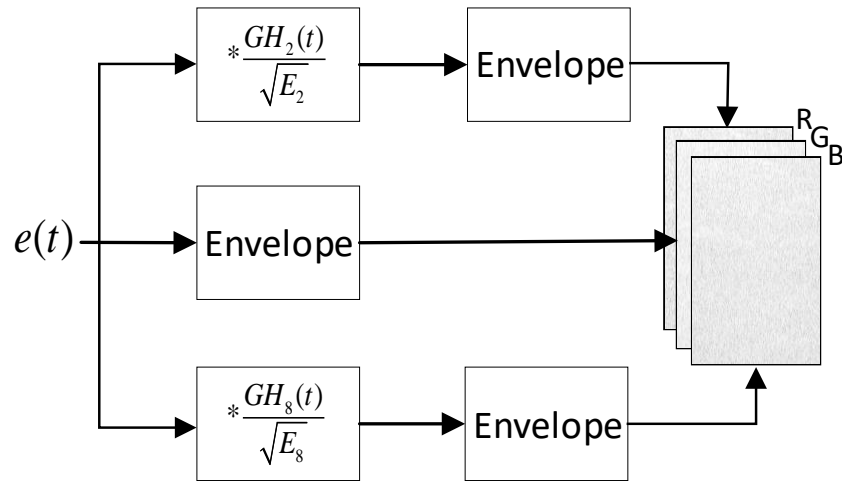 *GH₂(t)/√E₂
Envelope
R
G
B
e(t)
Envelope
*GH₈(t)/√E₈
Envelope